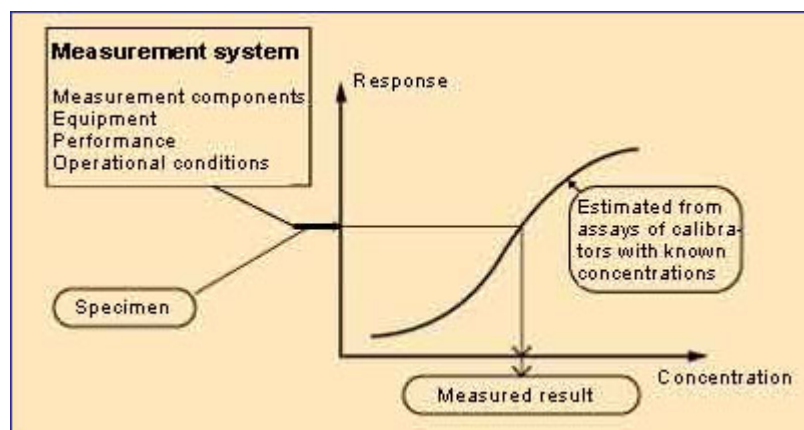 Measurement system
Measurement components
Equipment
Performance
Operational conditions
Response
Estimated from
assays of calibra-
tors with known
concentrations
Specimen
Concentration
Measured result